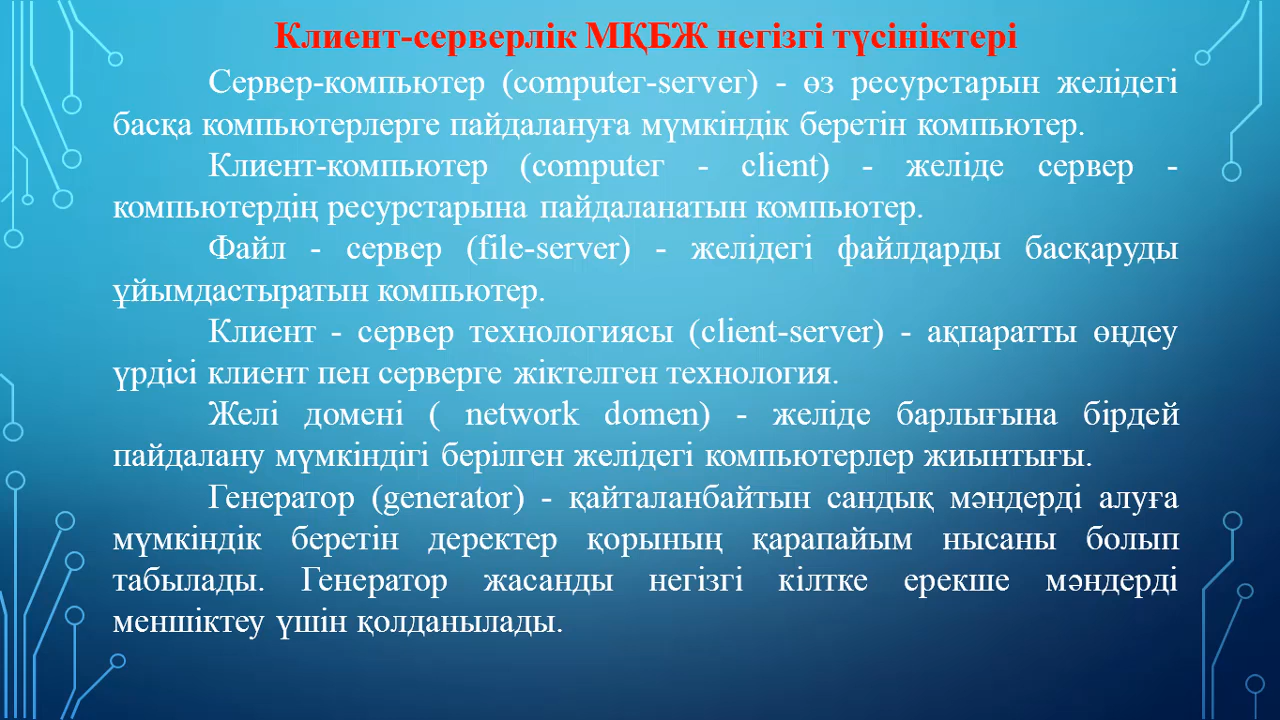 Клиент-серверлік МҚБЖ негізгі түсініктері
Сервер-компьютер (computer-server) - өз ресурстарын желідегі
басқа компьютерлерге пайдалануға мүмкіндік беретін компьютер.
Клиент-компьютер (computer - client) - желіде сервер -
компьютердің ресурстарына пайдаланатын компьютер.
Файл - сервер (file-server) - желідегі файлдарды басқаруды
ұйымдастыратын компьютер.
Клиент - сервер технологиясы (client-server) - ақпаратты өңдеу
үрдісі клиент пен серверге жіктелген технология.
Желі домені ( network domen) - желіде барлығына бірдей
пайдалану мүмкіндігі берілген желідегі компьютерлер жиынтығы.
Генератор (generator) - қайталанбайтын сандық мәндерді алуға
мүмкіндік беретін деректер қорының қарапайым нысаны болып
табылады. Генератор жасанды негізгі кілтке ерекше мәндерді
меншіктеу үшін қолданылады.